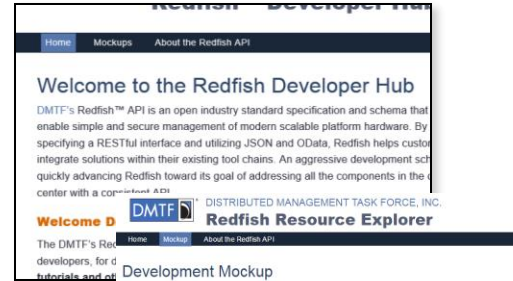 Redfish™ Developer Hub
Home Mockups About the Redfish API
Welcome to the Redfish Developer Hub
DMTF's Redfish™ API is an open industry standard specification and schema that
enable simple and secure management of modern scalable platform hardware. By
specifying a RESTful interface and utilizing JSON and OData, Redfish helps
integrate solutions within their existing tool chains. An aggressive development
quickly advancing Redfish toward its goal of addressing all the components in the
center with a consistent API
Welcome
The DMTF's
developers, for
tutorials and
DMTF DISTRIBUTED MANAGEMENT TASK FORCE, INC.
Redfish Resource Explorer
Home Mockup About the Redfish API
Development Mockup